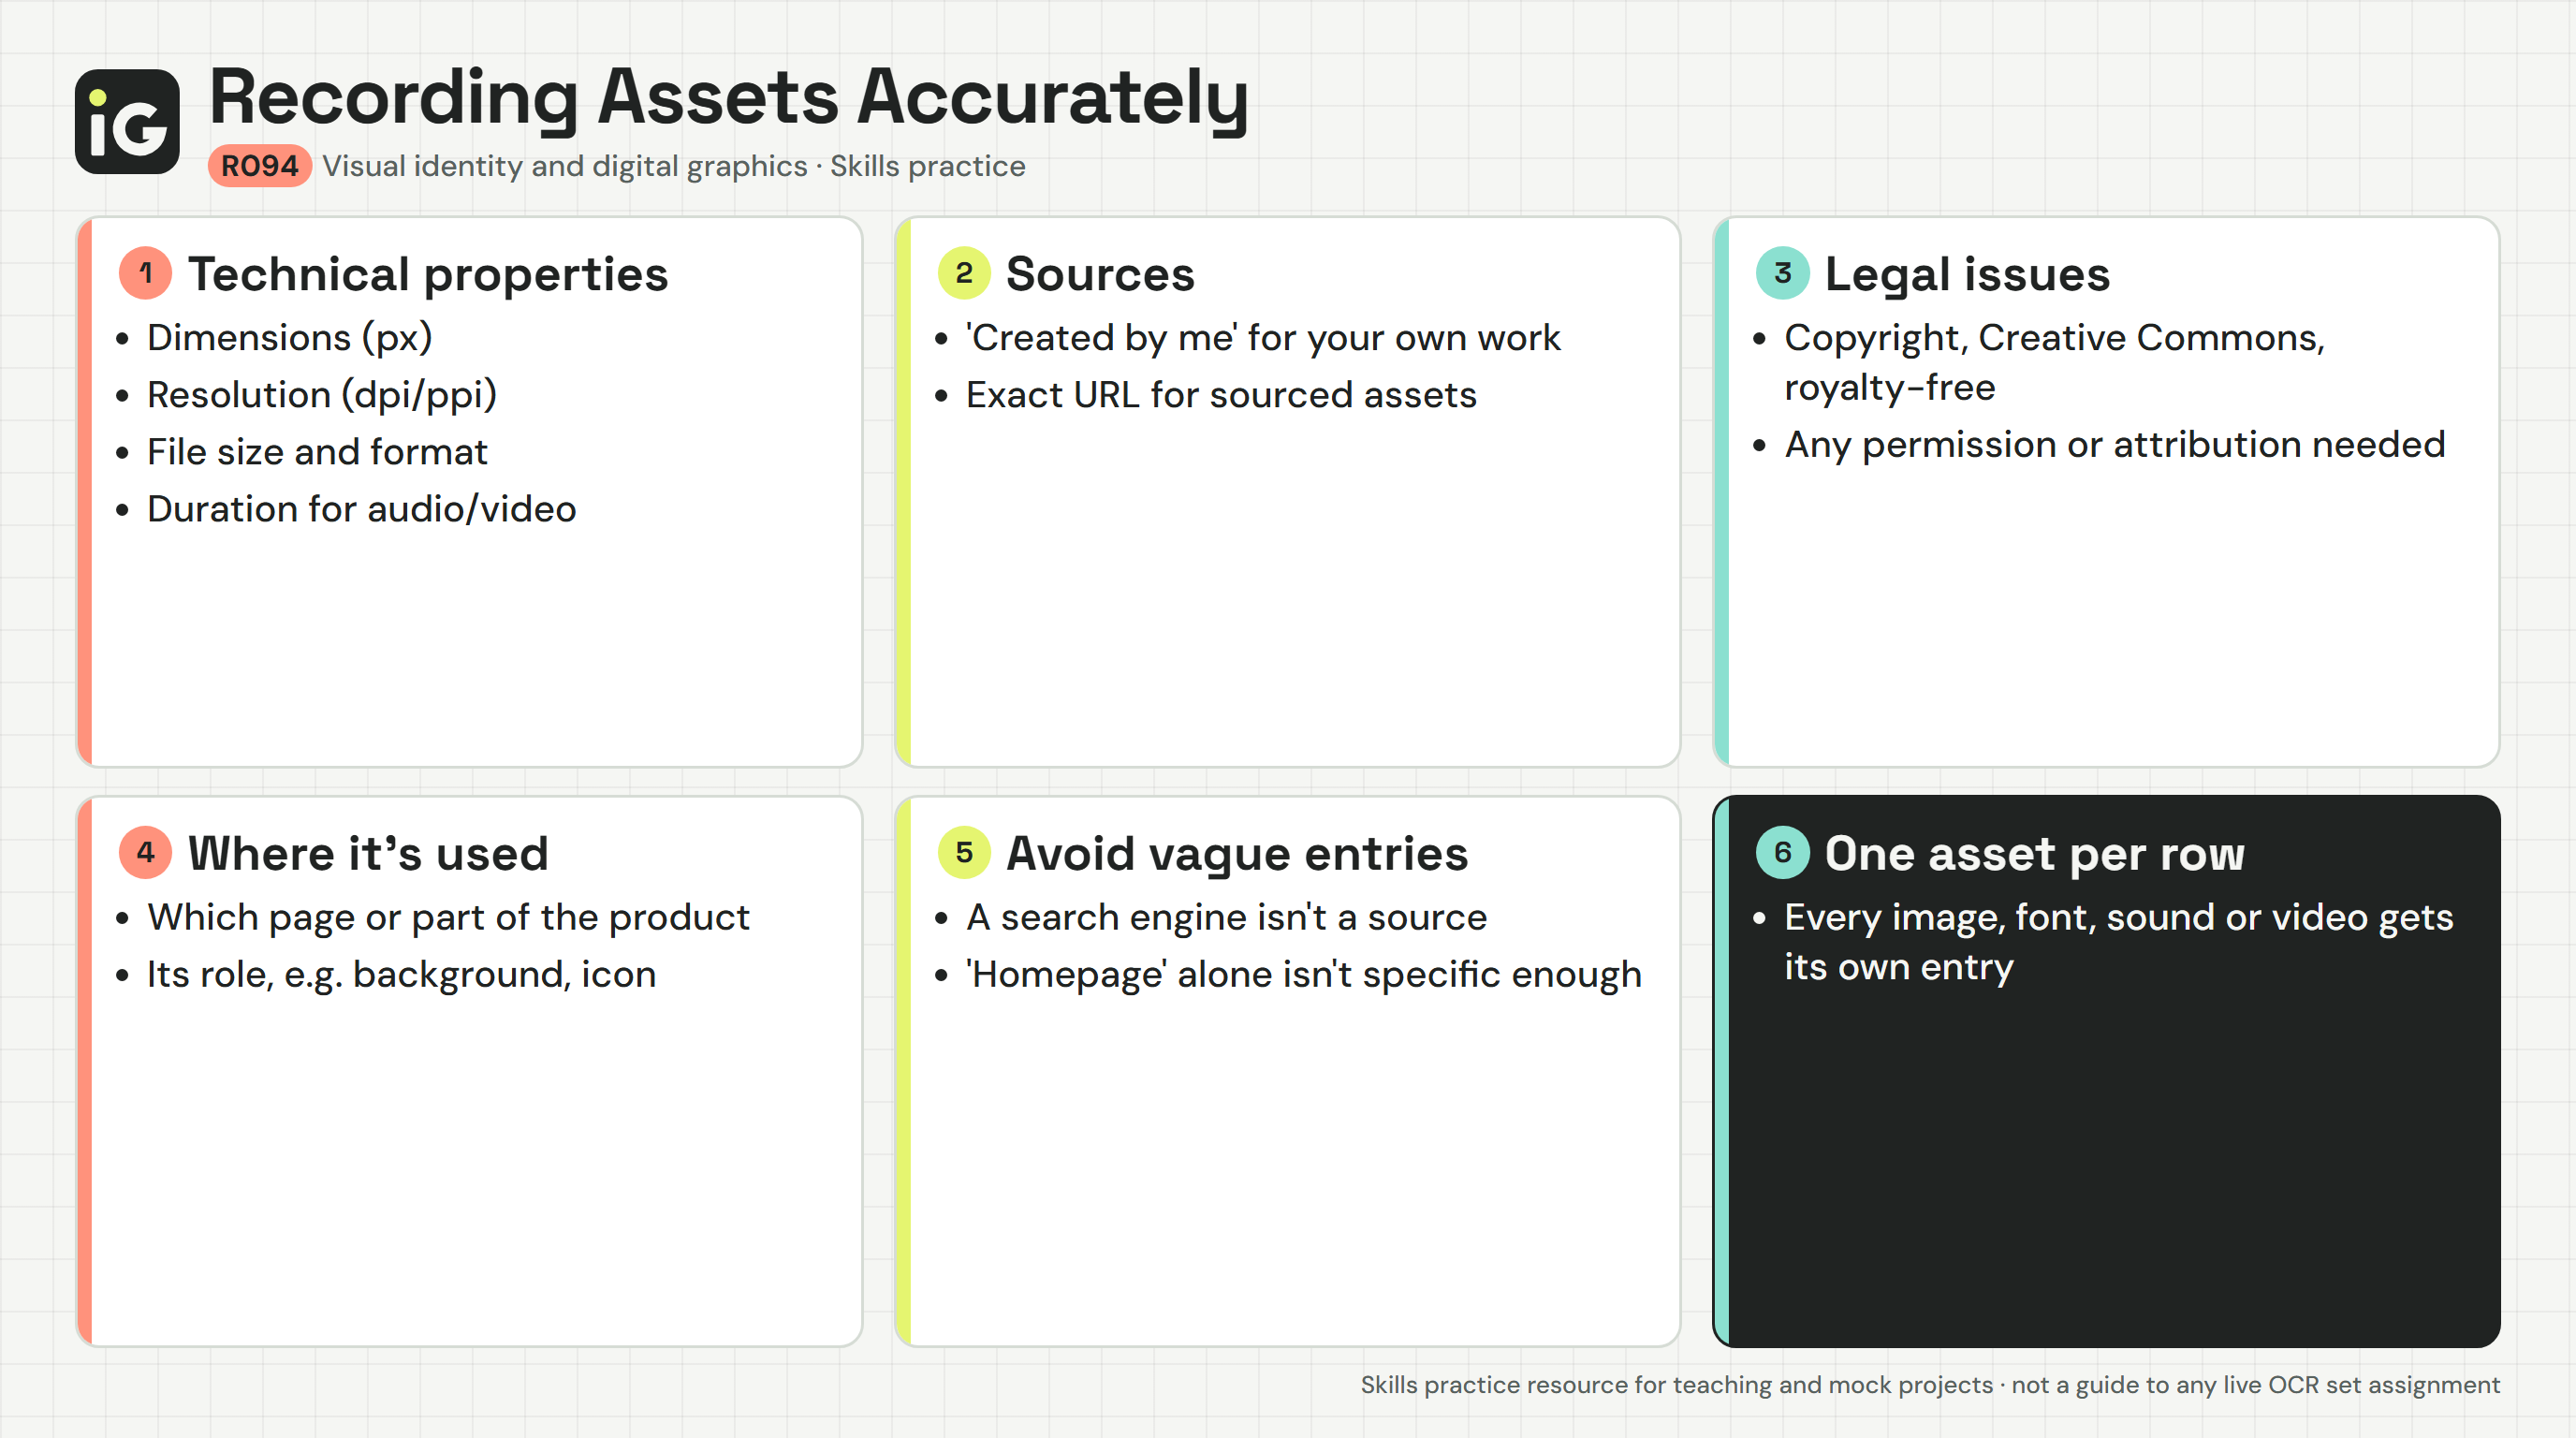 iG
Recording Assets Accurately
R094 Visual identity and digital graphics · Skills practice
1 Technical properties
• Dimensions (px)
• Resolution (dpi/ppi)
• File size and format
• Duration for audio/video
2 Sources
• 'Created by me' for your own work
• Exact URL for sourced assets
3 Legal issues
• Copyright, Creative Commons,
royalty-free
• Any permission or attribution needed
4 Where it’s used
• Which page or part of the product
• Its role, e.g. background, icon
5 Avoid vague entries
• A search engine isn't a source
• 'Homepage' alone isn't specific enough
6 One asset per row
• Every image, font, sound or video gets
its own entry
Skills practice resource for teaching and mock projects · not a guide to any live OCR set assignment